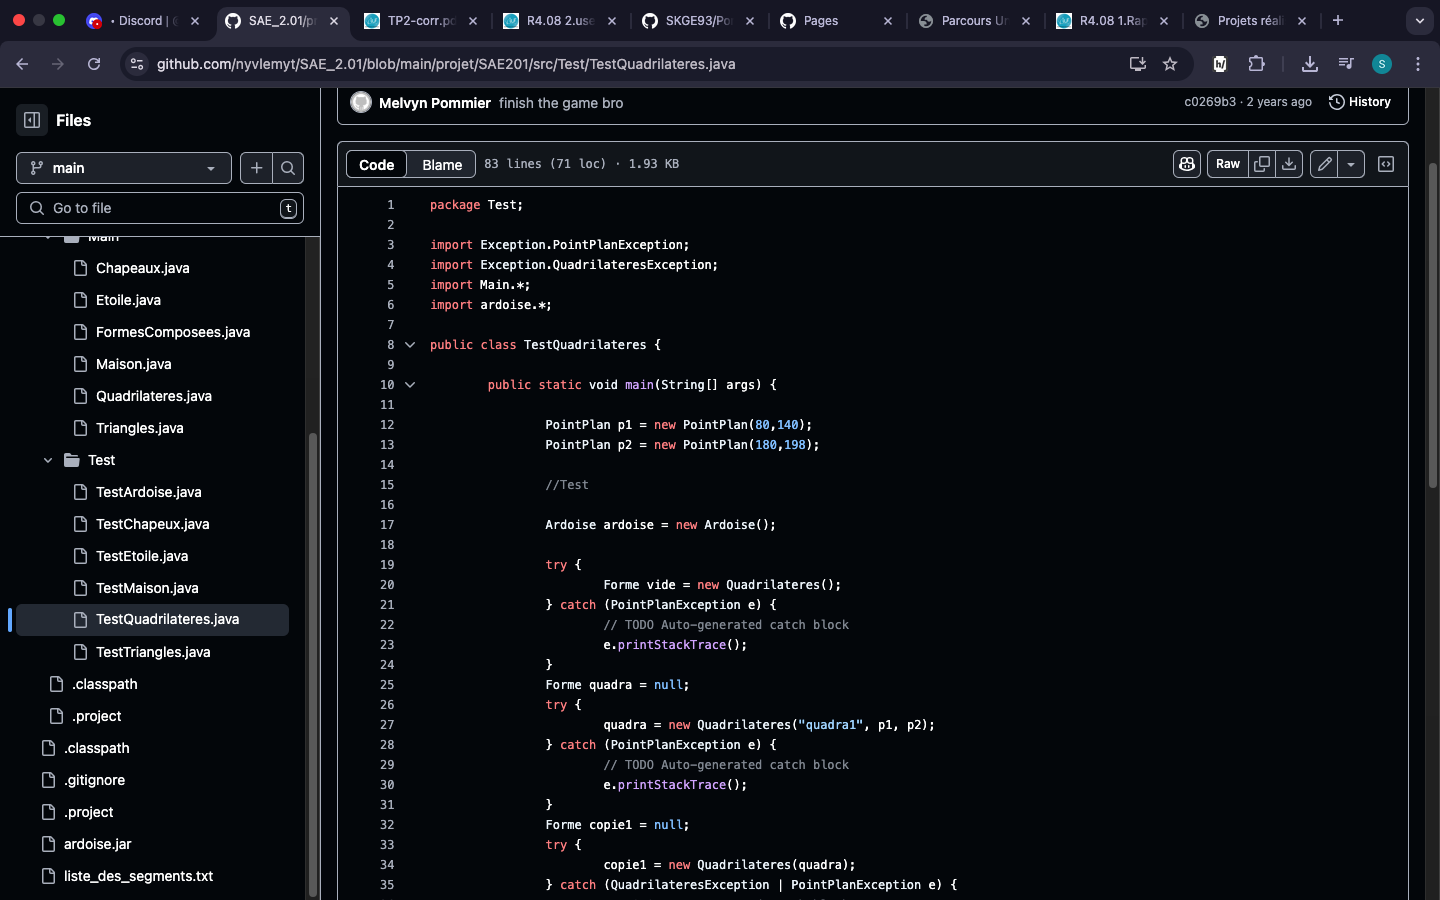 Discord |
SAE_2.01/pr
TP2-corr.pd
R4.08 2.use
SKGE93/Po
Pages
Parcours Un
R4.08 1.Rap
Projets réali
github.com/nyvlemyt/SAE_2.01/blob/main/projet/SAE201/src/Test/TestQuadrilateres.java
S
Files
main
Go to file
t
Main
Chapeaux.java
Etoile.java
FormesComposees.java
Maison.java
Quadrilateres.java
Triangles.java
Test
TestArdoise.java
TestChapeux.java
TestEtoile.java
TestMaison.java
TestQuadrilateres.java
TestTriangles.java
.classpath
.project
.classpath
.gitignore
.project
ardoise.jar
liste_des_segments.txt
Melvyn Pommier finish the game bro
c0269b3 · 2 years ago
History
Code
Blame
83 lines (71 loc) · 1.93 KB
Raw
1 package Test;
2
3 import Exception.PointPlanException;
4 import Exception.QuadrilateresException;
5 import Main.*;
6 import ardoise.*;
7
8 public class TestQuadrilateres {
9
10 public static void main(String[] args) {
11
12 PointPlan p1 = new PointPlan(80,140);
13 PointPlan p2 = new PointPlan(180,198);
14
15 //Test
16
17 Ardoise ardoise = new Ardoise();
18
19 try {
20 Forme vide = new Quadrilateres();
21 } catch (PointPlanException e) {
22 // TODO Auto-generated catch block
23 e.printStackTrace();
24 }
25 Forme quadra = null;
26 try {
27 quadra = new Quadrilateres("quadra1", p1, p2);
28 } catch (PointPlanException e) {
29 // TODO Auto-generated catch block
30 e.printStackTrace();
31 }
32 Forme copie1 = null;
33 try {
34 copie1 = new Quadrilateres(quadra);
35 } catch (QuadrilateresException | PointPlanException e) {